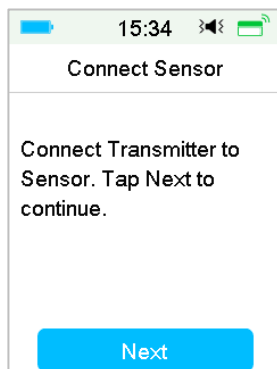 15:34
Connect Sensor
Connect Transmitter to
Sensor. Tap Next to
continue.
Next